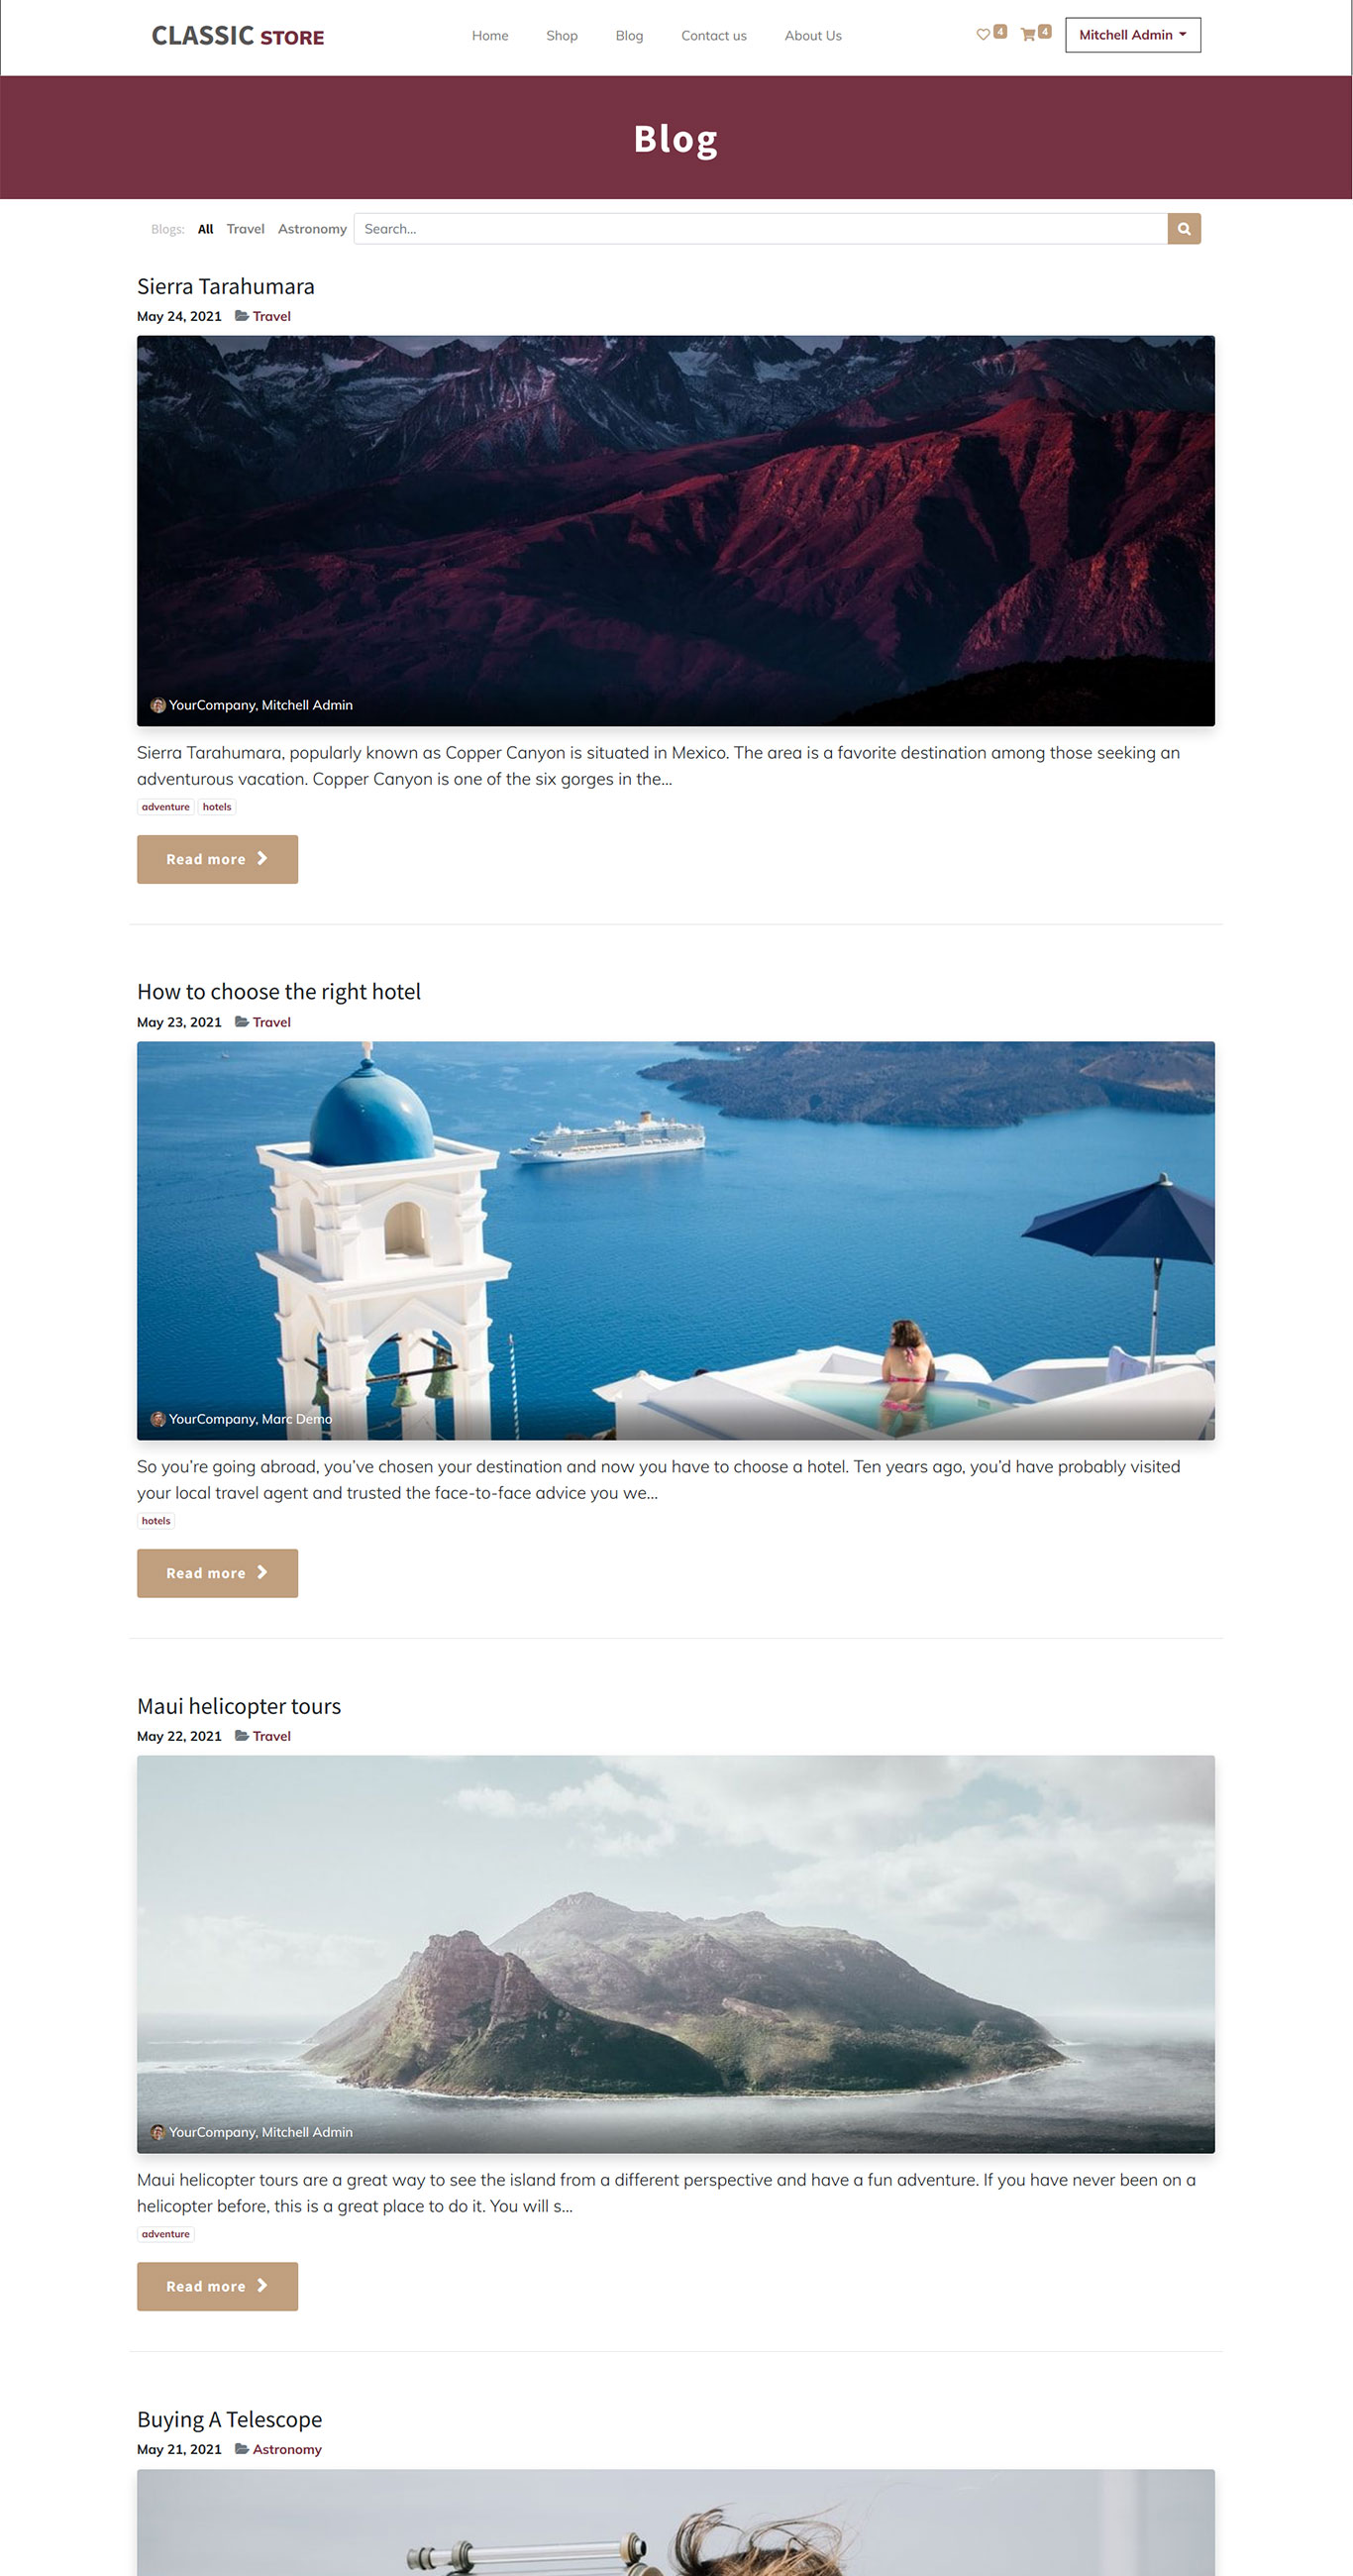 CLASSIC STORE
Home Shop Blog Contact us About Us
4 4 Mitchell Admin
Blog
Blogs: All Travel Astronomy Search...
Sierra Tarahumara
May 24, 2021 Travel
YourCompany, Mitchell Admin
Sierra Tarahumara, popularly known as Copper Canyon is situated in Mexico. The area is a favorite destination among those seeking an
adventurous vacation. Copper Canyon is one of the six gorges in the...
adventure hotels
Read more
How to choose the right hotel
May 23, 2021 Travel
YourCompany, Marc Demo
So you’re going abroad, you’ve chosen your destination and now you have to choose a hotel. Ten years ago, you’d have probably visited
your local travel agent and trusted the face-to-face advice you we...
hotels
Read more
Maui helicopter tours
May 22, 2021 Travel
YourCompany, Mitchell Admin
Maui helicopter tours are a great way to see the island from a different perspective and have a fun adventure. If you have never been on a
helicopter before, this is a great place to do it. You will s...
adventure
Read more
Buying A Telescope
May 21, 2021 Astronomy